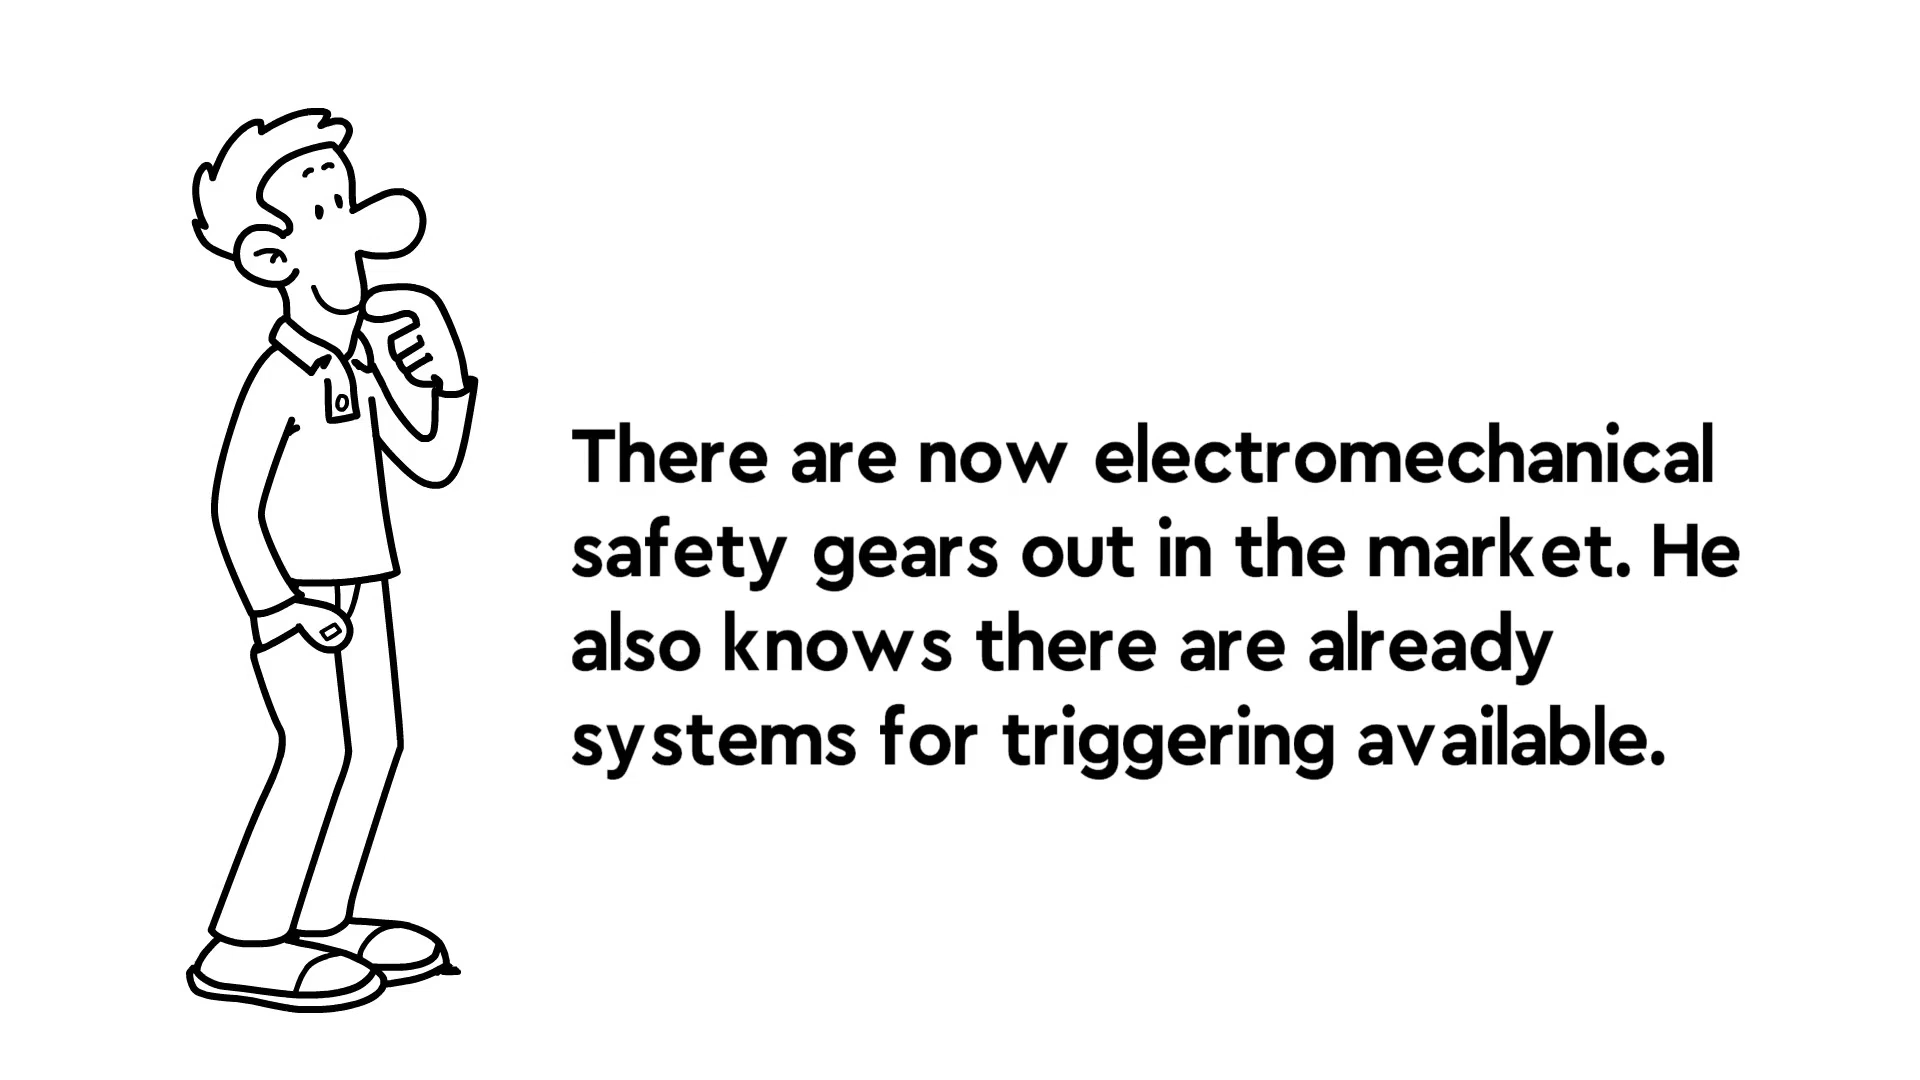 There are now electromechanical
safety gears out in the market. He
also knows there are already
systems for triggering available.